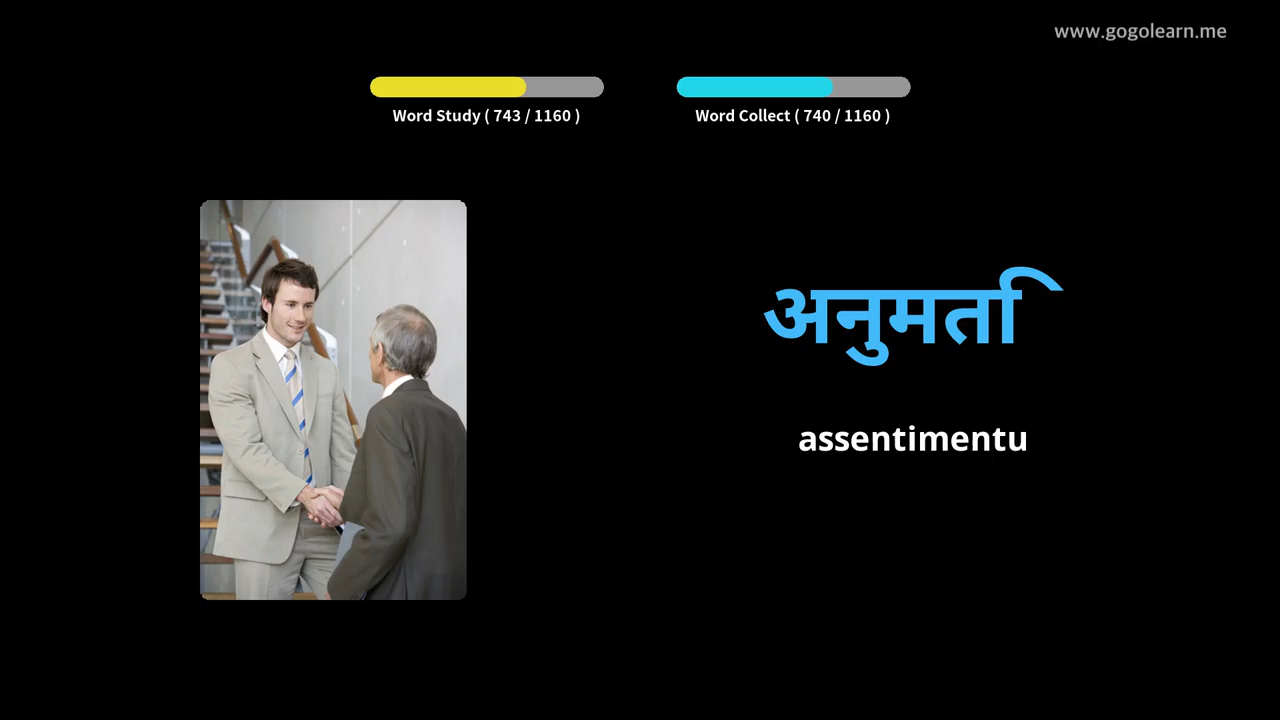 www.gogolearn.me
Word Study ( 743 / 1160 )
Word Collect ( 740 / 1160 )
अनुमति
assentimentu